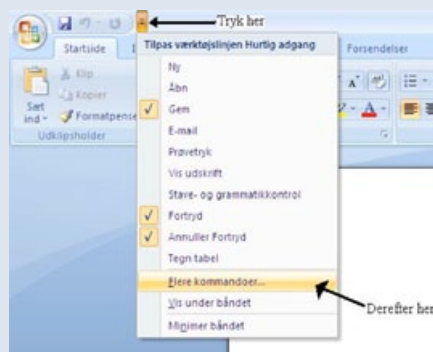 Tryk her
Startside
Tilpas værktøjslinjen Hurtig adgang
Forsendelser
Klip
Kopier
Sæt ind
Formatpense
Udklipsholder
Ny
Åbn
Gem
E-mail
Prøvetryk
Vis udskrift
Stave- og grammatikkontrol
Fortryd
Annuller Fortryd
Tegn tabel
Flere kommandoer...
Vis under båndet
Minimer båndet
Derefter her